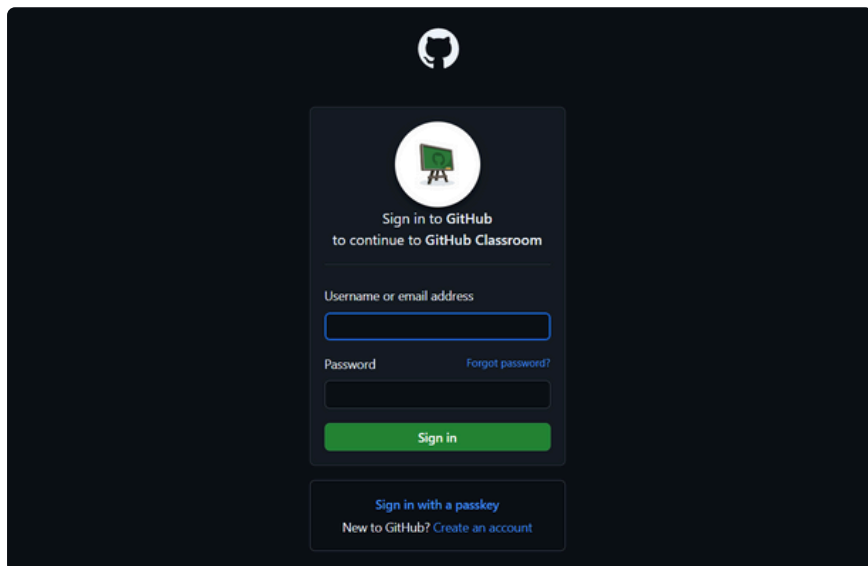 Sign in to GitHub
to continue to GitHub Classroom
Username or email address
Password Forgot password?
Sign in
Sign in with a passkey
New to GitHub? Create an account